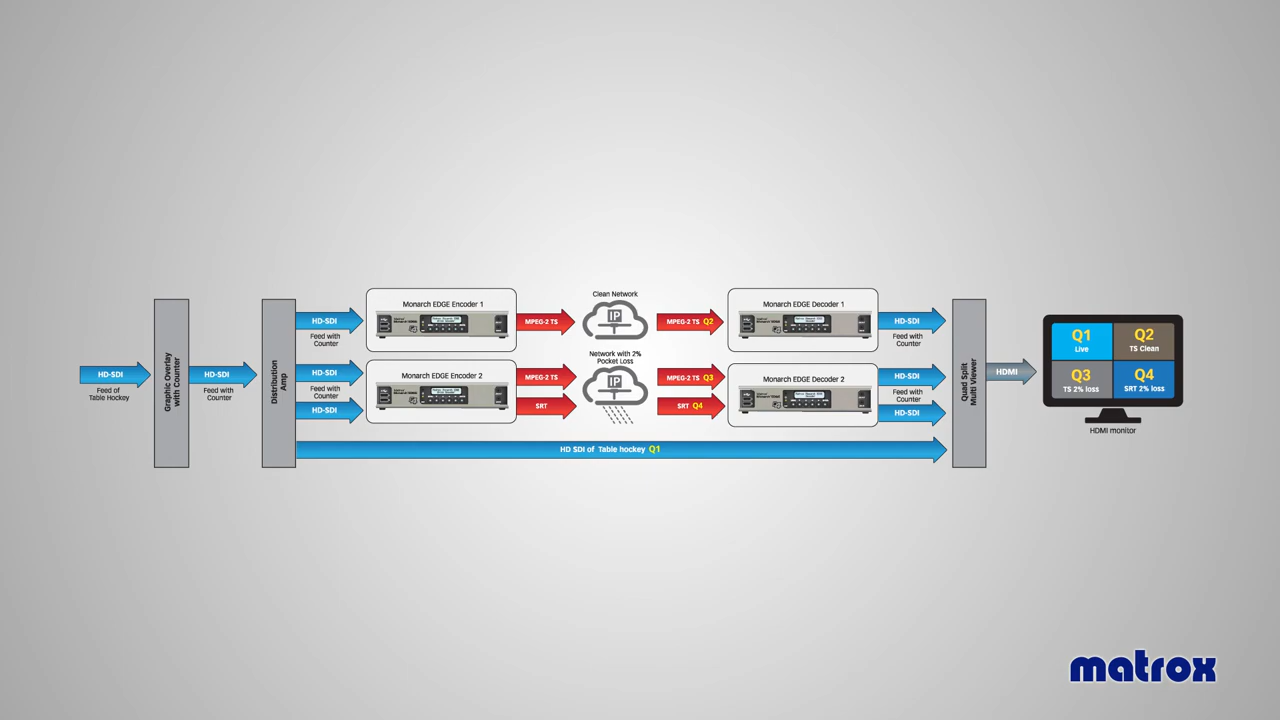 HD-SDI
Feed of
Table Hockey
Graphic Overlay
with Counter
HD-SDI
Feed with
Counter
Distribution
Amp
HD-SDI
Feed with
Counter
HD-SDI
Feed with
Counter
HD-SDI
Monarch EDGE Encoder 1
Monarch EDGE Encoder 2
MPEG-2 TS
MPEG-2 TS
SRT
Clean Network
IP
Network with 2%
Pocket Loss
IP
MPEG-2 TS Q2
MPEG-2 TS Q3
SRT Q4
Monarch EDGE Decoder 1
Monarch EDGE Decoder 2
HD-SDI
Feed with
Counter
HD-SDI
Feed with
Counter
HD-SDI
HD SDI of Table hockey Q1
Quad Split
Multi Viewer
HDMI
Q1
Live
Q2
TS Clean
Q3
TS 2% loss
Q4
SRT 2% loss
HDMI monitor
matrox